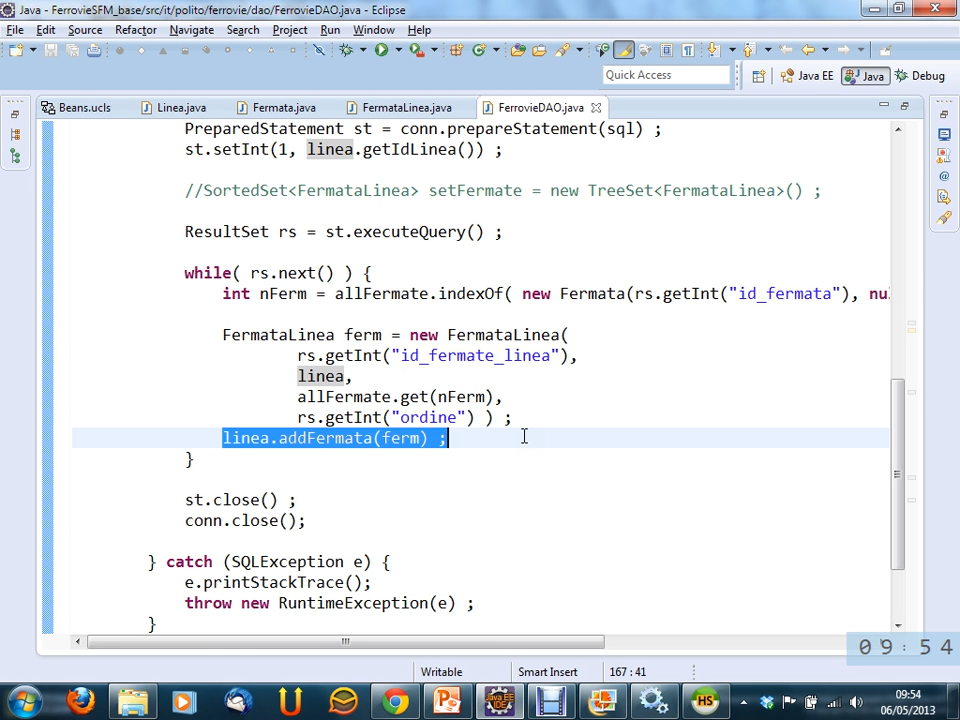 Java - FerrovieSFM_base/src/it/polito/ferrovie/dao/FerrovieDAO.java - Eclipse
File Edit Source Refactor Navigate Search Project Run Window Help
Quick Access
Java EE Java Debug
Beans.ucls Linea.java Fermata.java FermataLinea.java FerrovieDAO.java
PreparedStatement st = conn.prepareStatement(sql) ;
st.setInt(1, linea.getIdLinea()) ;
//SortedSet<FermataLinea> setFermate = new TreeSet<FermataLinea>() ;
ResultSet rs = st.executeQuery() ;
while( rs.next() ) {
int nFerm = allFermate.indexOf( new Fermata(rs.getInt("id_fermata"), nu
FermataLinea ferm = new FermataLinea(
rs.getInt("id_fermate_linea"),
linea,
allFermate.get(nFerm),
rs.getInt("ordine") ) ;
linea.addFermata(ferm) ;
}
st.close() ;
conn.close();
} catch (SQLException e) {
e.printStackTrace();
throw new RuntimeException(e) ;
}
09:54
Writable Smart Insert 167 : 41
09:54
06/05/2013